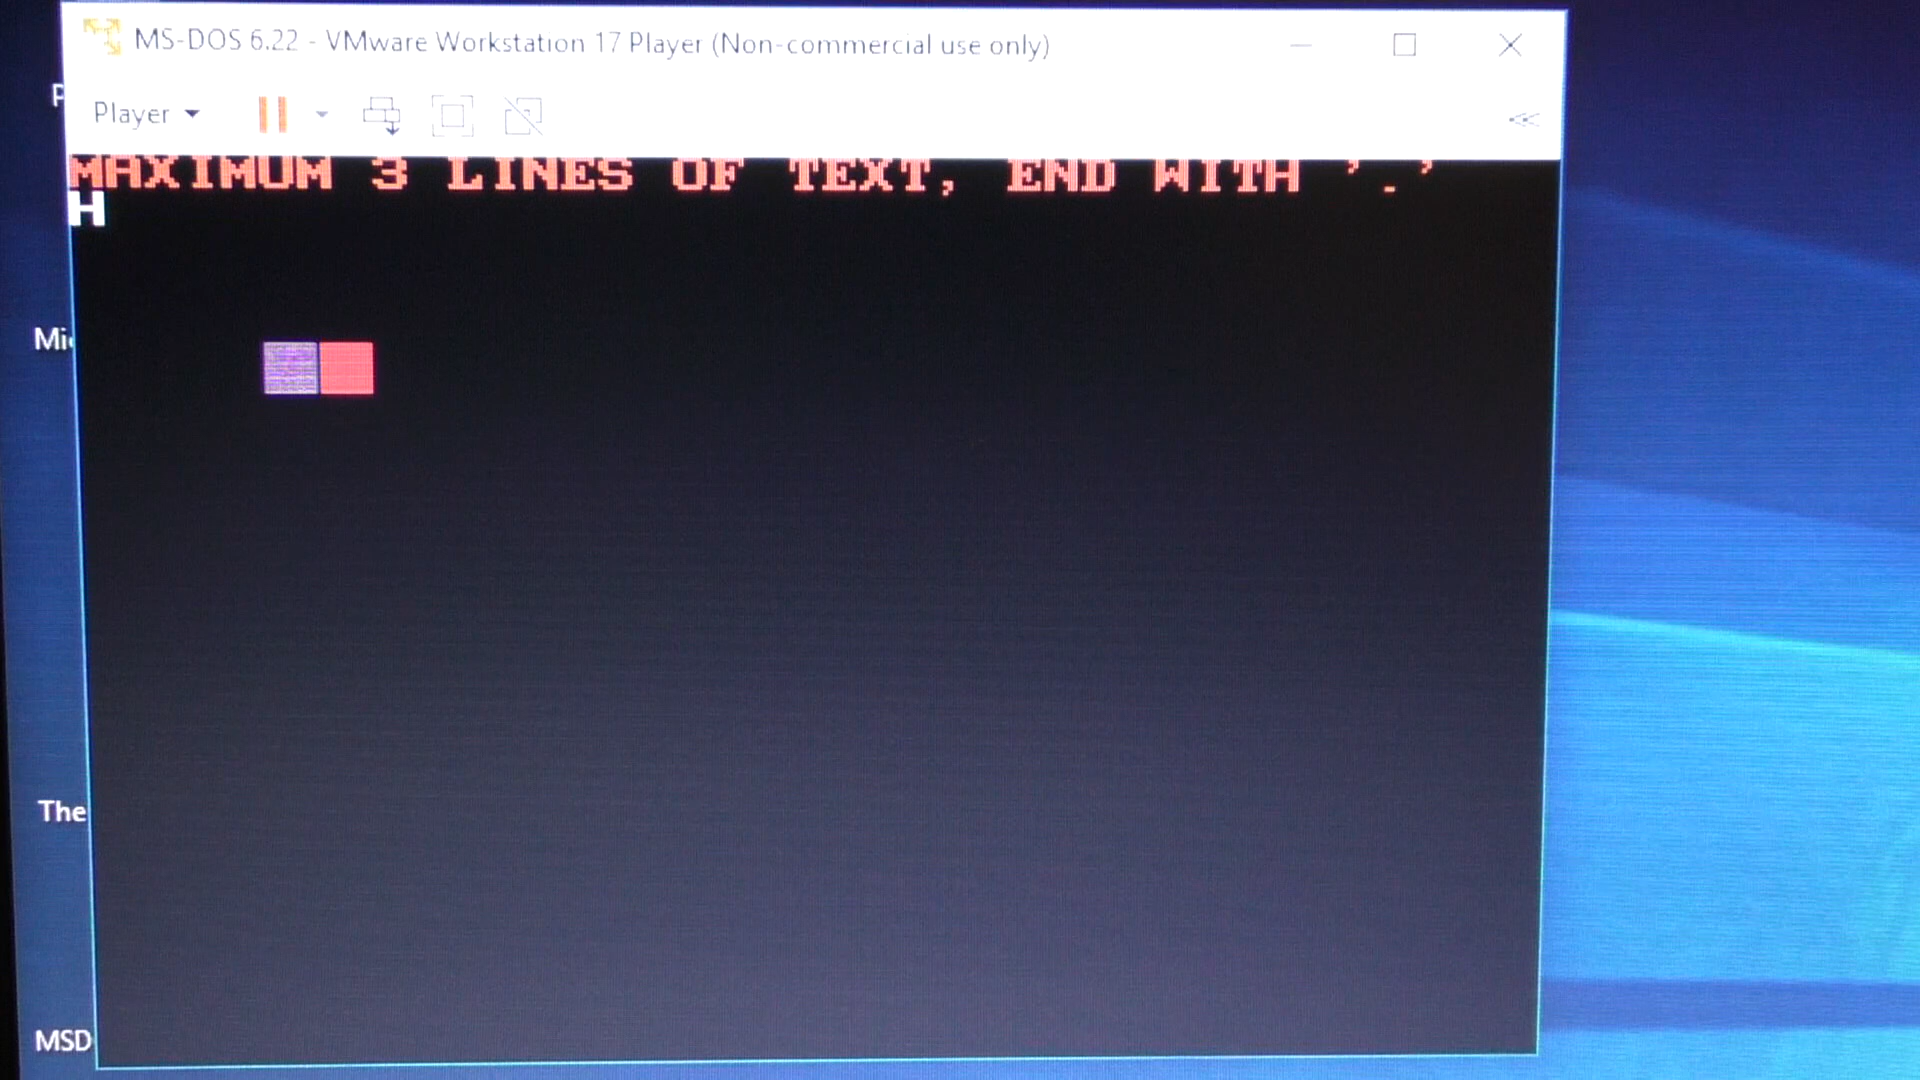 MS-DOS 6.22 - VMware Workstation 17 Player (Non-commercial use only)
Player
MAXIMUM 3 LINES OF TEXT, END WITH '.'
H
P
Mi
The
MSD